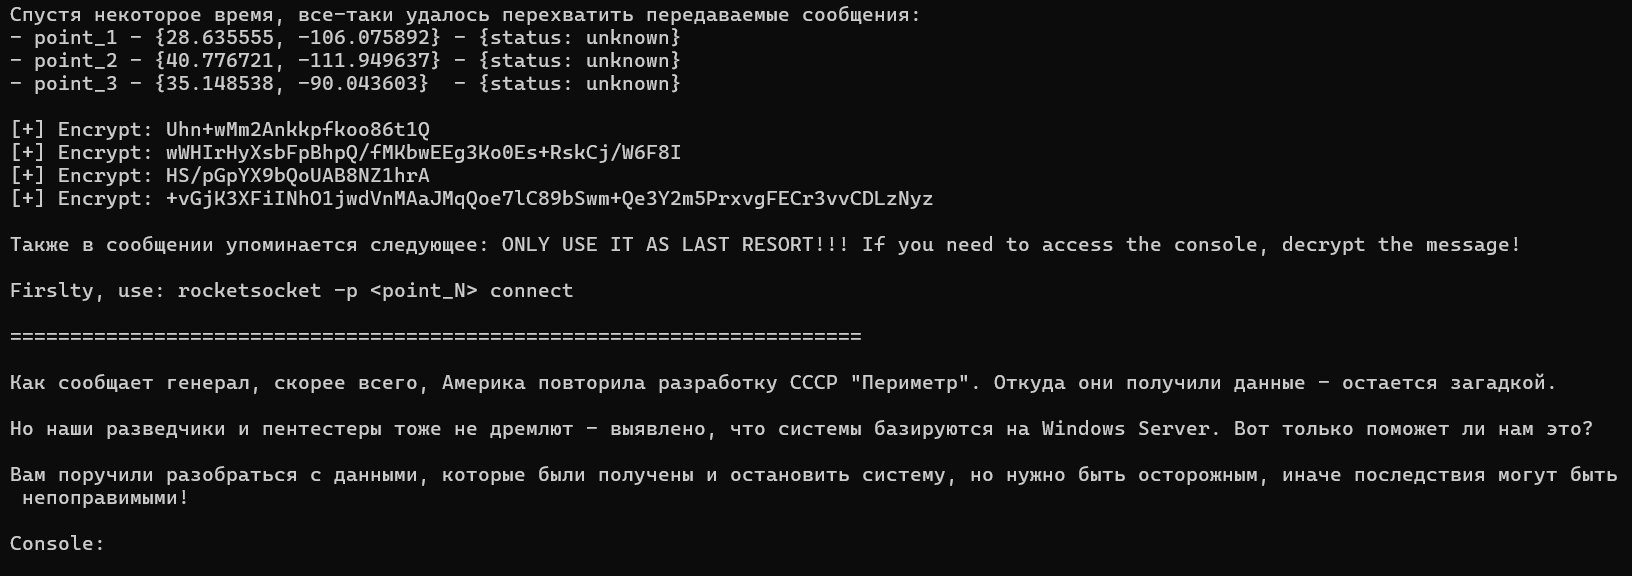 Спустя некоторое время, все-таки удалось перехватить передаваемые сообщения:
- point_1 - {28.635555, -106.075892} - {status: unknown}
- point_2 - {40.776721, -111.949637} - {status: unknown}
- point_3 - {35.148538, -90.043603}  - {status: unknown}
[+] Encrypt: Uhn+wMm2Ankkpfkoo86t1Q
[+] Encrypt: wWHIrHyXsbFpBhpQ/fMKbwEEg3Ko0Es+RskCj/W6F8I
[+] Encrypt: HS/pGpYX9bQoUAB8NZ1hrA
[+] Encrypt: +vGjK3XFiINhO1jwdVnMAaJMqQoe7lC89bSwm+Qe3Y2m5PrxvgFECr3vvCDLzNyz
Также в сообщении упоминается следующее: ONLY USE IT AS LAST RESORT!!! If you need to access the console, decrypt the message!
Firslty, use: rocketsocket -p <point_N> connect
=======================================================================
Как сообщает генерал, скорее всего, Америка повторила разработку СССР "Периметр". Откуда они получили данные - остается загадкой.
Но наши разведчики и пентестеры тоже не дремлют - выявлено, что системы базируются на Windows Server. Вот только поможет ли нам это?
Вам поручили разобраться с данными, которые были получены и остановить систему, но нужно быть осторожным, иначе последствия могут быть
непоправимыми!
Console: